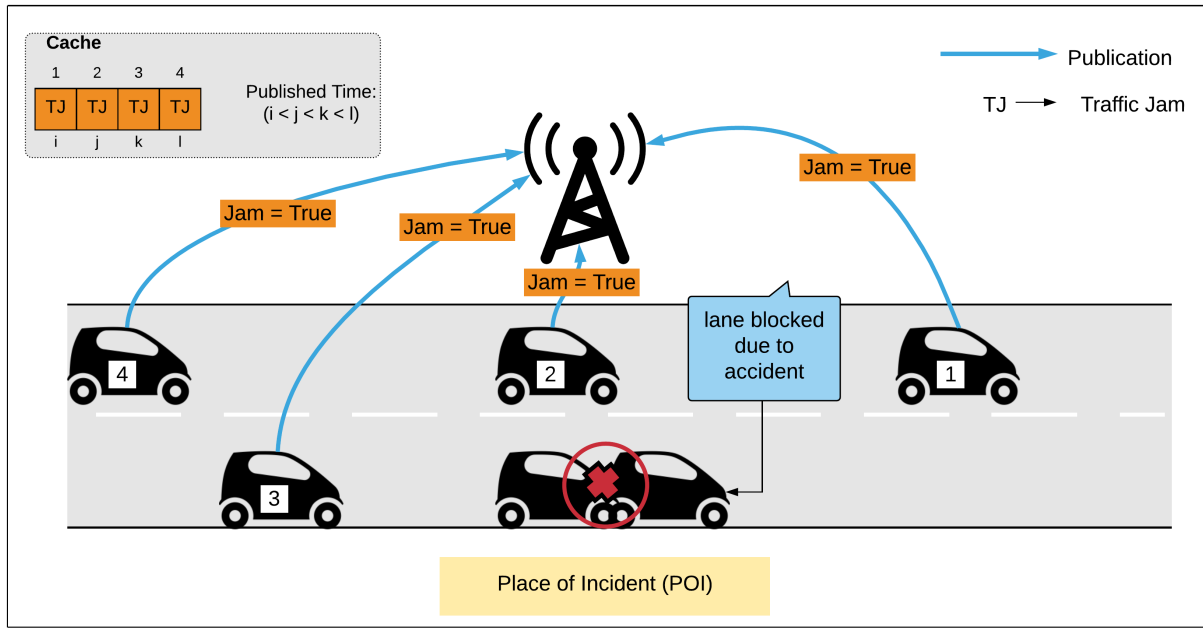 Cache
1 2 3 4
TJ TJ TJ TJ
i j k l
Published Time:
(i < j < k < l)
Publication
TJ Traffic Jam
Jam = True
Jam = True
Jam = True
Jam = True
lane blocked
due to
accident
4
2
1
3
Place of Incident (POI)